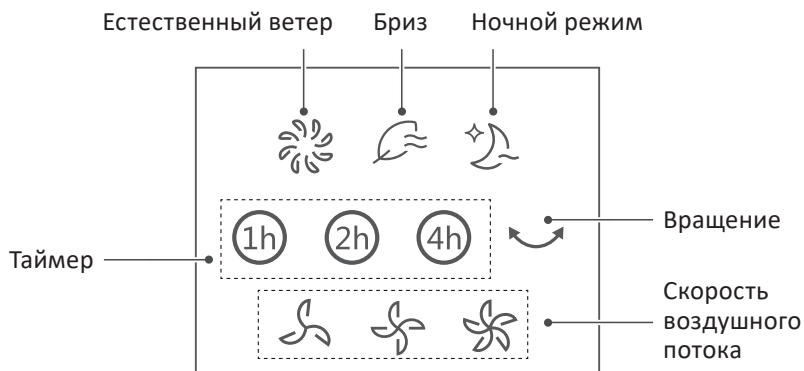 Естественный ветер Бриз Ночной режим
1h 2h 4h
Вращение
Таймер
Скорость
воздушного
потока